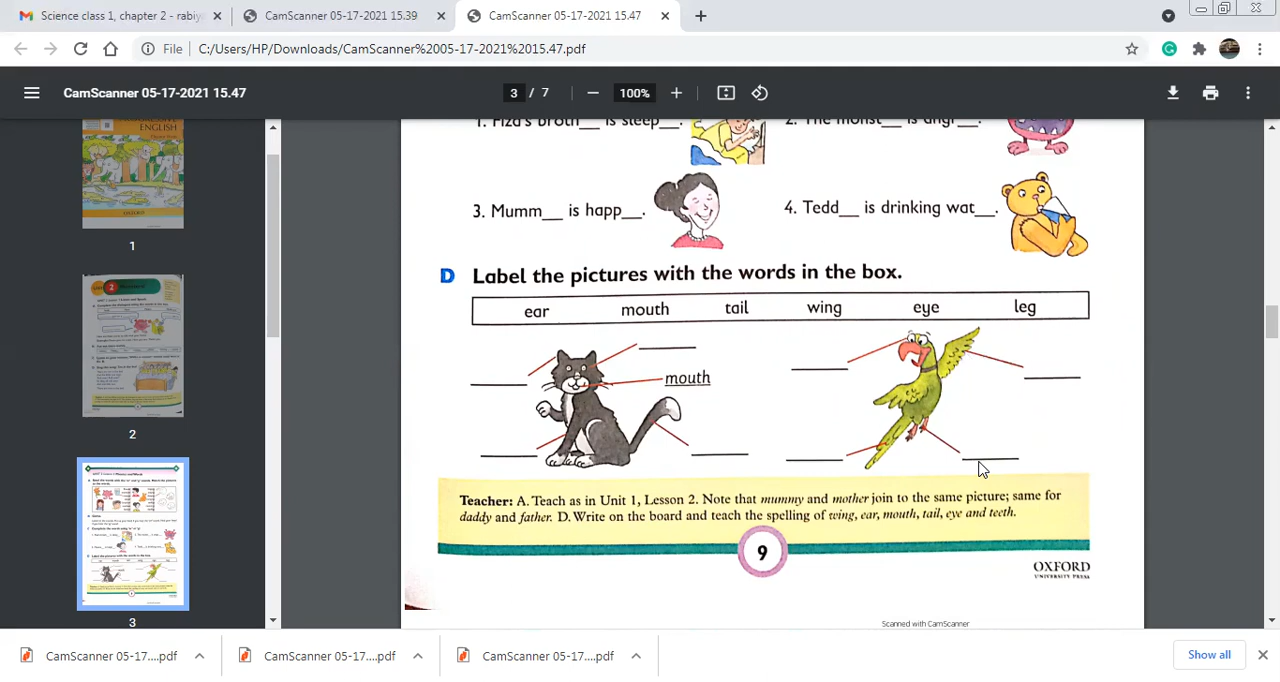 Science class 1, chapter 2 - rabiy
CamScanner 05-17-2021 15.39
CamScanner 05-17-2021 15.47
File
C:/Users/HP/Downloads/CamScanner%2005-17-2021%2015.47.pdf
CamScanner 05-17-2021 15.47
3 / 7
100%
ENGLISH
1
2
3
1. Fiza's broth__ is sleep__.
2. The monst__ is angr__.
3. Mumm__ is happ__.
4. Tedd__ is drinking wat__.
D Label the pictures with the words in the box.
ear mouth tail wing eye leg
mouth
Teacher: A. Teach as in Unit 1, Lesson 2. Note that mummy and mother join to the same picture; same for
daddy and father. D. Write on the board and teach the spelling of wing, ear, mouth, tail, eye and teeth.
9
OXFORD
UNIVERSITY PRESS
Scanned with CamScanner
CamScanner 05-17....pdf
CamScanner 05-17....pdf
CamScanner 05-17....pdf
Show all